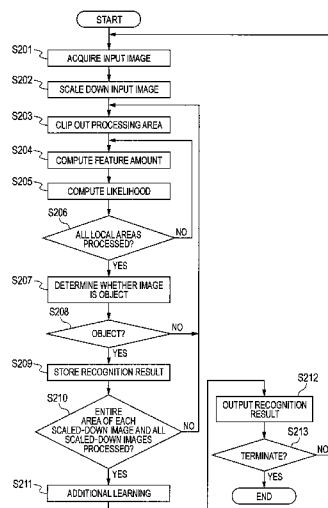 START
S201
ACQUIRE INPUT IMAGE
S202
SCALE DOWN INPUT IMAGE
S203
CLIP OUT PROCESSING AREA
S204
COMPUTE FEATURE AMOUNT
S205
COMPUTE LIKELIHOOD
S206
ALL LOCAL AREAS
PROCESSED?
NO
YES
S207
DETERMINE WHETHER IMAGE
IS OBJECT
S208
OBJECT?
NO
YES
S209
STORE RECOGNITION RESULT
S210
ENTIRE
AREA OF EACH
SCALED-DOWN IMAGE AND ALL
SCALED-DOWN IMAGES
PROCESSED?
NO
YES
S211
ADDITIONAL LEARNING
S212
OUTPUT RECOGNITION
RESULT
S213
TERMINATE?
NO
YES
END